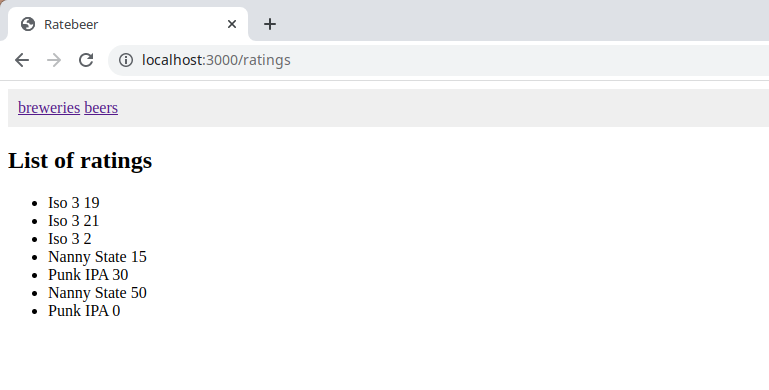 Ratebeer
localhost:3000/ratings
breweries beers
List of ratings
Iso 3 19
Iso 3 21
Iso 3 2
Nanny State 15
Punk IPA 30
Nanny State 50
Punk IPA 0